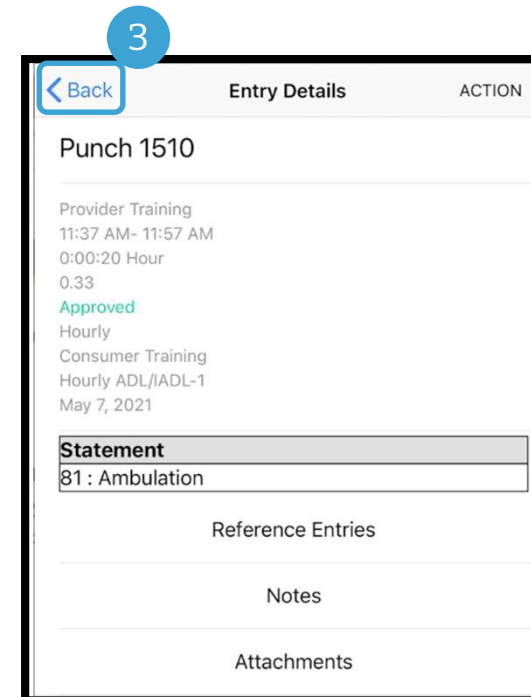 3
Back Entry Details ACTION
Punch 1510
Provider Training
11:37 AM- 11:57 AM
0:00:20 Hour
0.33
Approved
Hourly
Consumer Training
Hourly ADL/IADL-1
May 7, 2021
Statement
81 : Ambulation
Reference Entries
Notes
Attachments